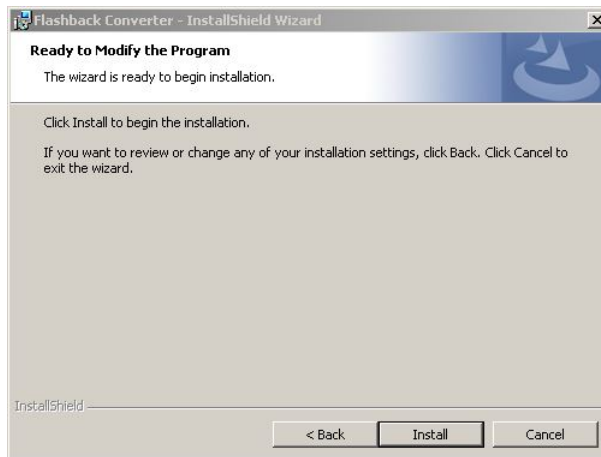 Flashback Converter - InstallShield Wizard
Ready to Modify the Program
The wizard is ready to begin installation.
Click Install to begin the installation.
If you want to review or change any of your installation settings, click Back. Click Cancel to
exit the wizard.
InstallShield
< Back Install Cancel